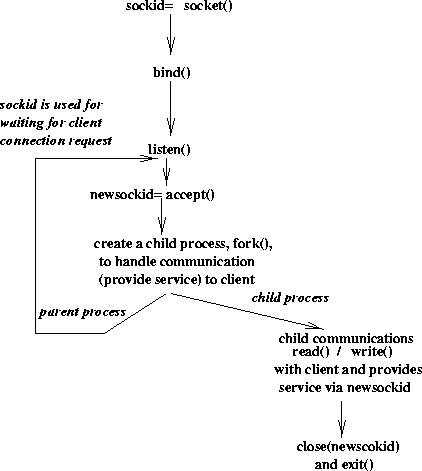 sockid= socket()
bind()
sockid is used for
waiting for client
connection request
listen()
newsockid= accept()
create a child process, fork(),
to handle communication
(provide service) to client
parent process
child process
child communications
read() / write()
with client and provides
service via newsockid
close(newscokid)
and exit()